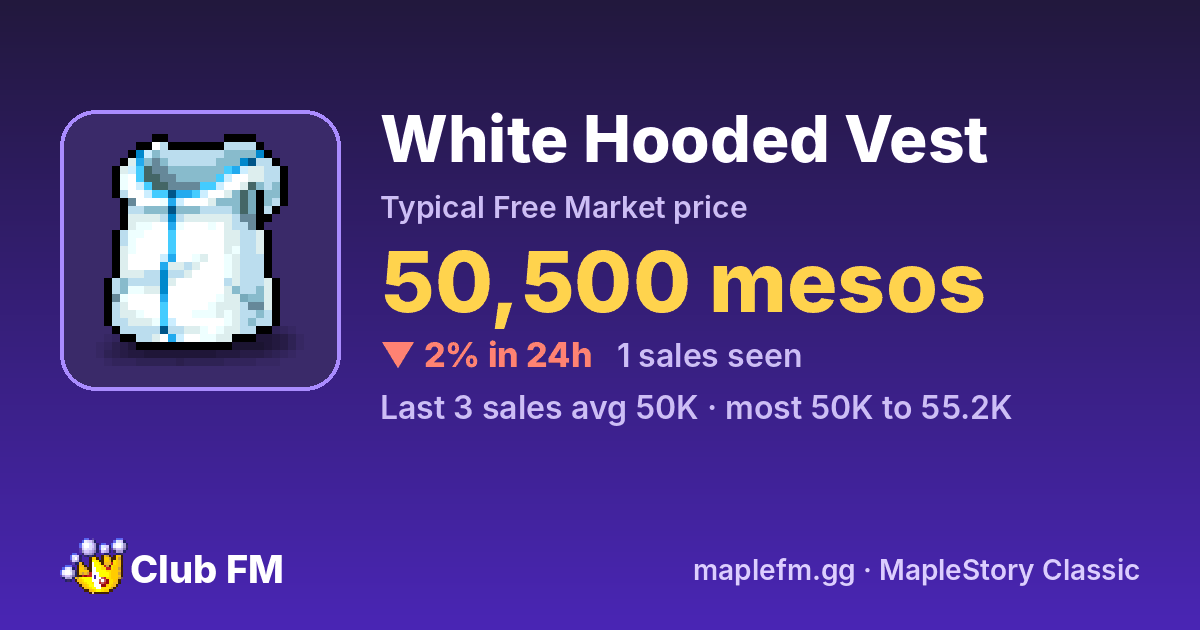 White Hooded Vest
Typical Free Market price
50,500 mesos
▼ 2% in 24h 1 sales seen
Last 3 sales avg 50K · most 50K to 55.2K
Club FM
maplefm.gg · MapleStory Classic